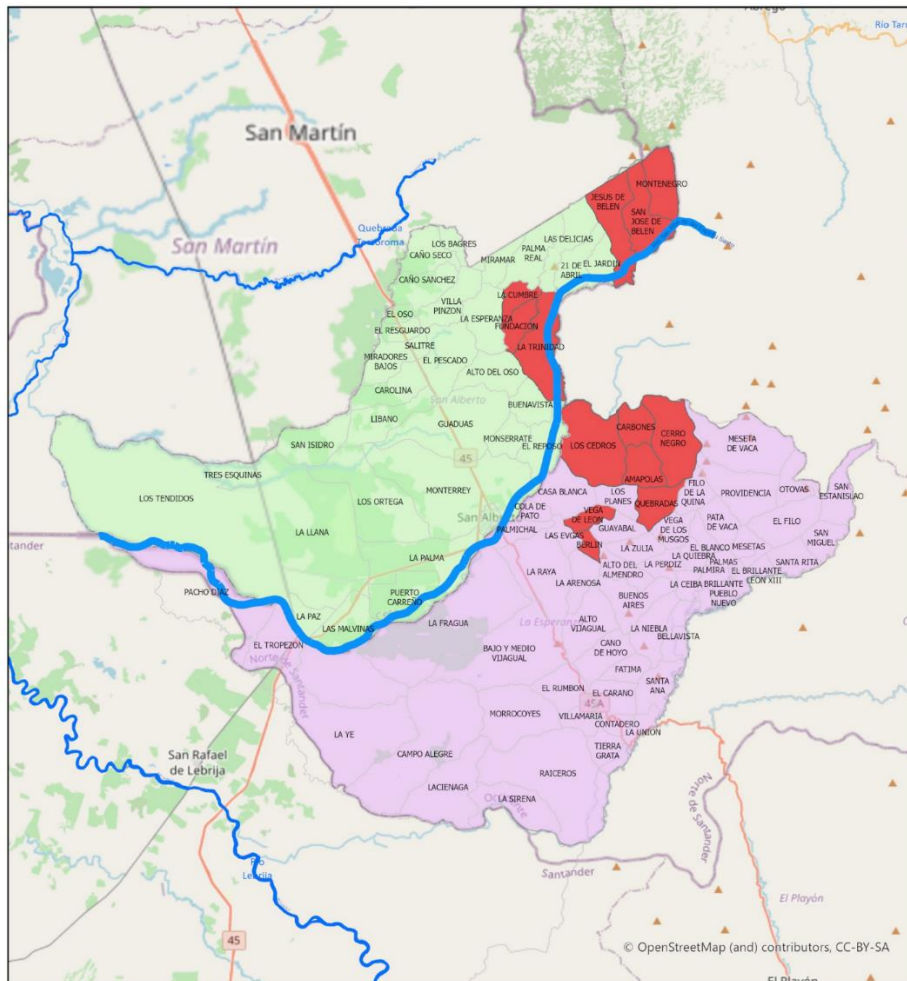 Abrego
Río Tarr
San Martín
MONTENEGRO
JESUS DE
BELEN
SAN
JOSE DE
BELEN
Quebrada
Torcoroma
San Martín
LOS BAGRES
CAÑO SECO
LAS DELICIAS
PALMA
REAL
MIRAMAR
21 DE
ABRIL
EL JARDIN
CAÑO SANCHEZ
VILLA
PINZON
LA CUMBRE
EL OSO
LA ESPERANZA
FUNDACION
EL RESGUARDO
SALITRE
LA TRINIDAD
MIRADORES
BAJOS
EL PESCADO
ALTO DEL OSO
CAROLINA
San Alberto
LIBANO
BUENAVISTA
GUADUAS
CARBONES
SAN ISIDRO
MONSERRATE
EL REPOSO
LOS CEDROS
CERRO
NEGRO
MESETA
DE VACA
45
TRES ESQUINAS
AMAPOLAS
LOS TENDIDOS
LOS ORTEGA
MONTERREY
CASA BLANCA
LOS
PLANES
FILO
DE LA
QUINA
PROVIDENCIA
OTOVAS
SAN
ESTANISLAO
QUEBRADAS
COLA DE
PATO
VEGA
DE LEON
San Alberto
PALMICHAL
GUAYABAL
VEGA
DE LOS
MUSGOS
PATA
DE VACA
EL FILO
LA LLANA
LAS EVGAS
BERLIN
LA ZULIA
SAN
MIGUEL
EL BLANCO
MESETAS
LA QUIEBRA
ntander
LA PALMA
LA RAYA
ALTO DEL
ALMENDRO
LA PERDIZ
PALMAS
PALMIRA
SANTA RITA
EL BRILLANTE
LEON XIII
LA ARENOSA
LA CEIBA
BRILLANTE
PUEBLO
NUEVO
PACHO DIAZ
PUERTO
CARREÑO
BUENOS
AIRES
LA PAZ
LAS MALVINAS
LA FRAGUA
La Esperanza
ALTO
VIJAGUAL
LA NIEBLA
BELLAVISTA
EL TROPEZON
BAJO Y MEDIO
VIJAGUAL
CANO
DE HOYO
Norte de
Santander
FATIMA
SANTA
ANA
EL RUMBON
EL CARANO
45A
MORROCOYES
VILLAMARIA
CONTADERO
LA UNION
LA YE
TIERRA
GRATA
San Rafael
de Lebrija
CAMPO ALEGRE
RAICEROS
LACIENAGA
LA SIRENA
Norte de
Santander
Río
Lebrija
Santander
El Playón
45
© OpenStreetMap (and) contributors, CC-BY-SA
El Playón